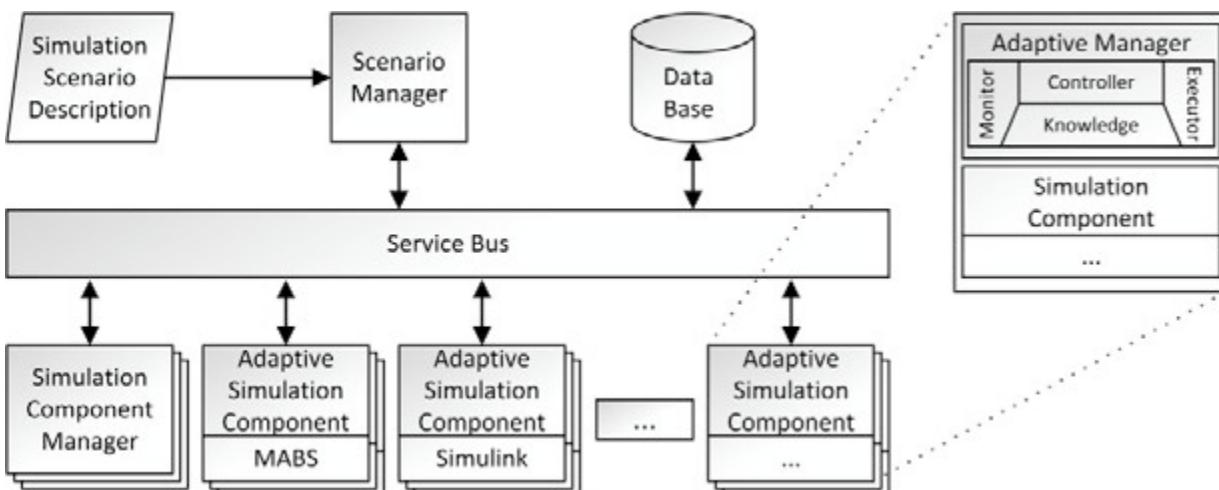 Simulation
Scenario
Description
Scenario
Manager
Data
Base
Service Bus
Simulation
Component
Manager
Adaptive
Simulation
Component
MABS
Adaptive
Simulation
Component
Simulink
...
Adaptive
Simulation
Component
...
Adaptive Manager
Monitor
Controller
Knowledge
Executor
Simulation
Component
...